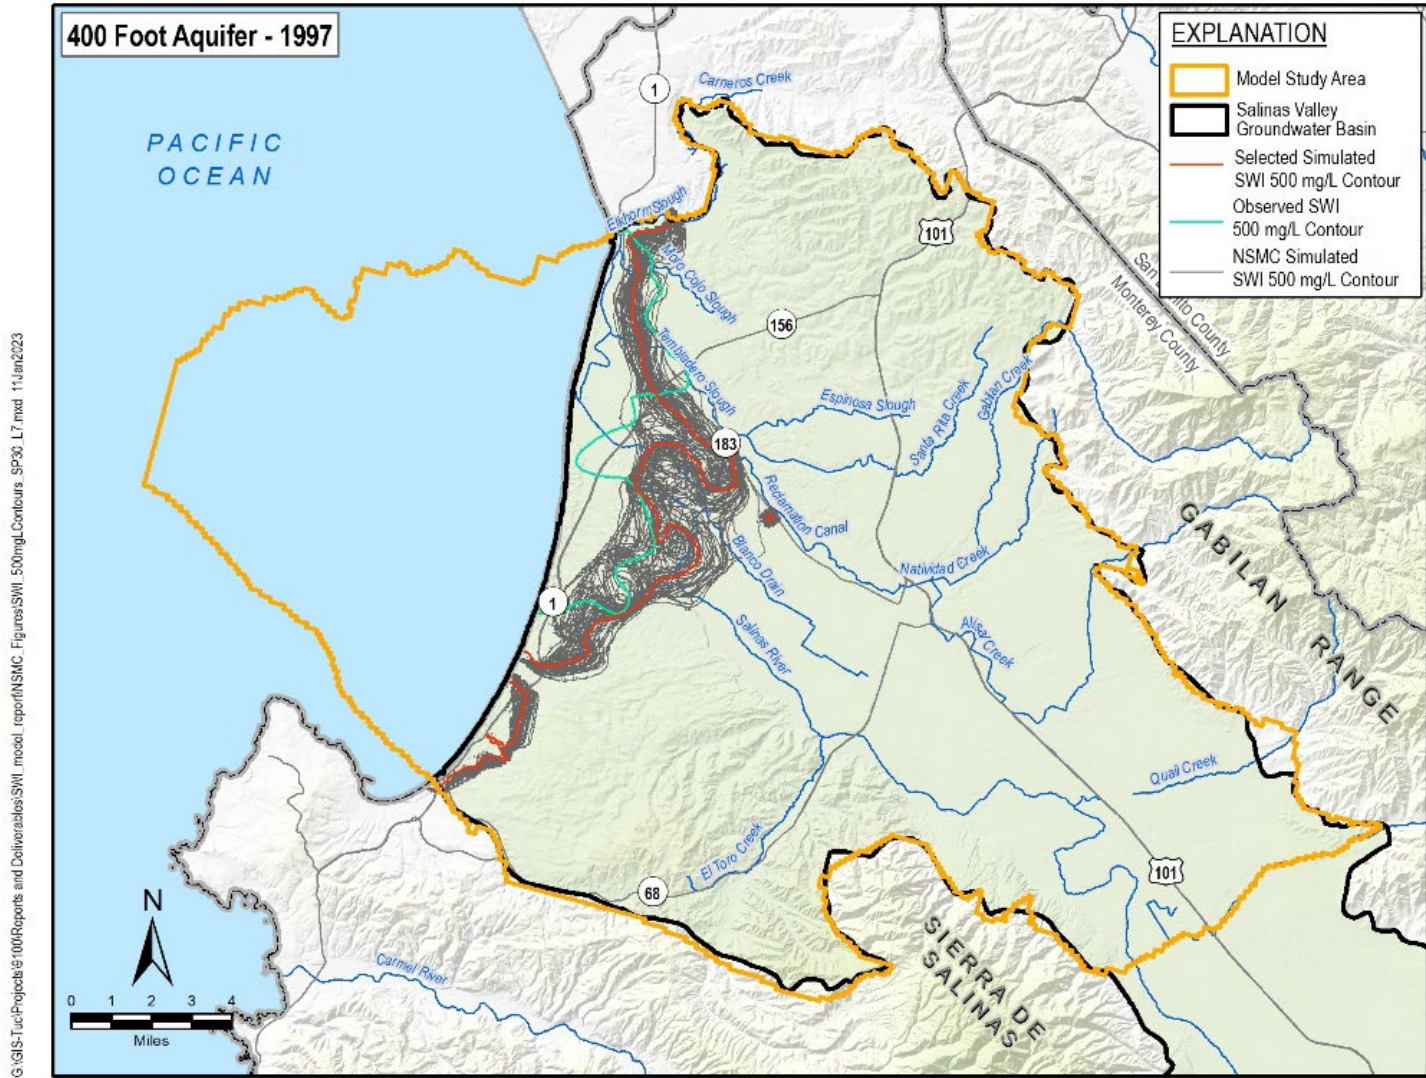 400 Foot Aquifer - 1997
EXPLANATION
Model Study Area
Salinas Valley
Groundwater Basin
Selected Simulated
SWI 500 mg/L Contour
Observed SWI
500 mg/L Contour
NSMC Simulated
SWI 500 mg/L Contour
PACIFIC
OCEAN
1
Carneros Creek
Elkhorn Slough
101
Moro Cojo Slough
156
Tembladero Slough
Espinosa Slough
Santa Rita Creek
Gabilan Creek
Monterey County
183
Reclamation Canal
Blanco Drain
Natividad Creek
GABILAN RANGE
1
Salinas River
Alisal Creek
Quail Creek
El Toro Creek
101
68
SIERRA DE
SALINAS
Carmel River
N
0 1 2 3 4
Miles